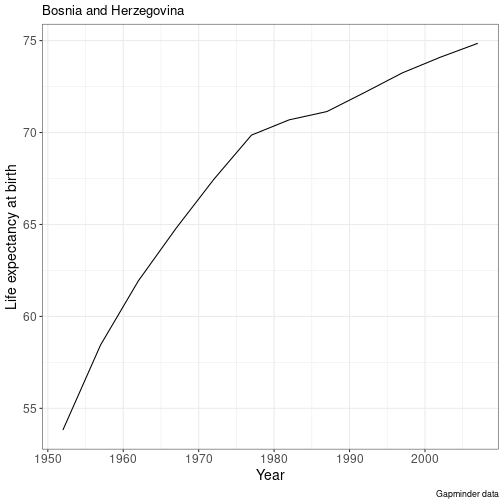 Bosnia and Herzegovina
75
70
65
60
55
Life expectancy at birth
1950 1960 1970 1980 1990 2000
Year
Gapminder data